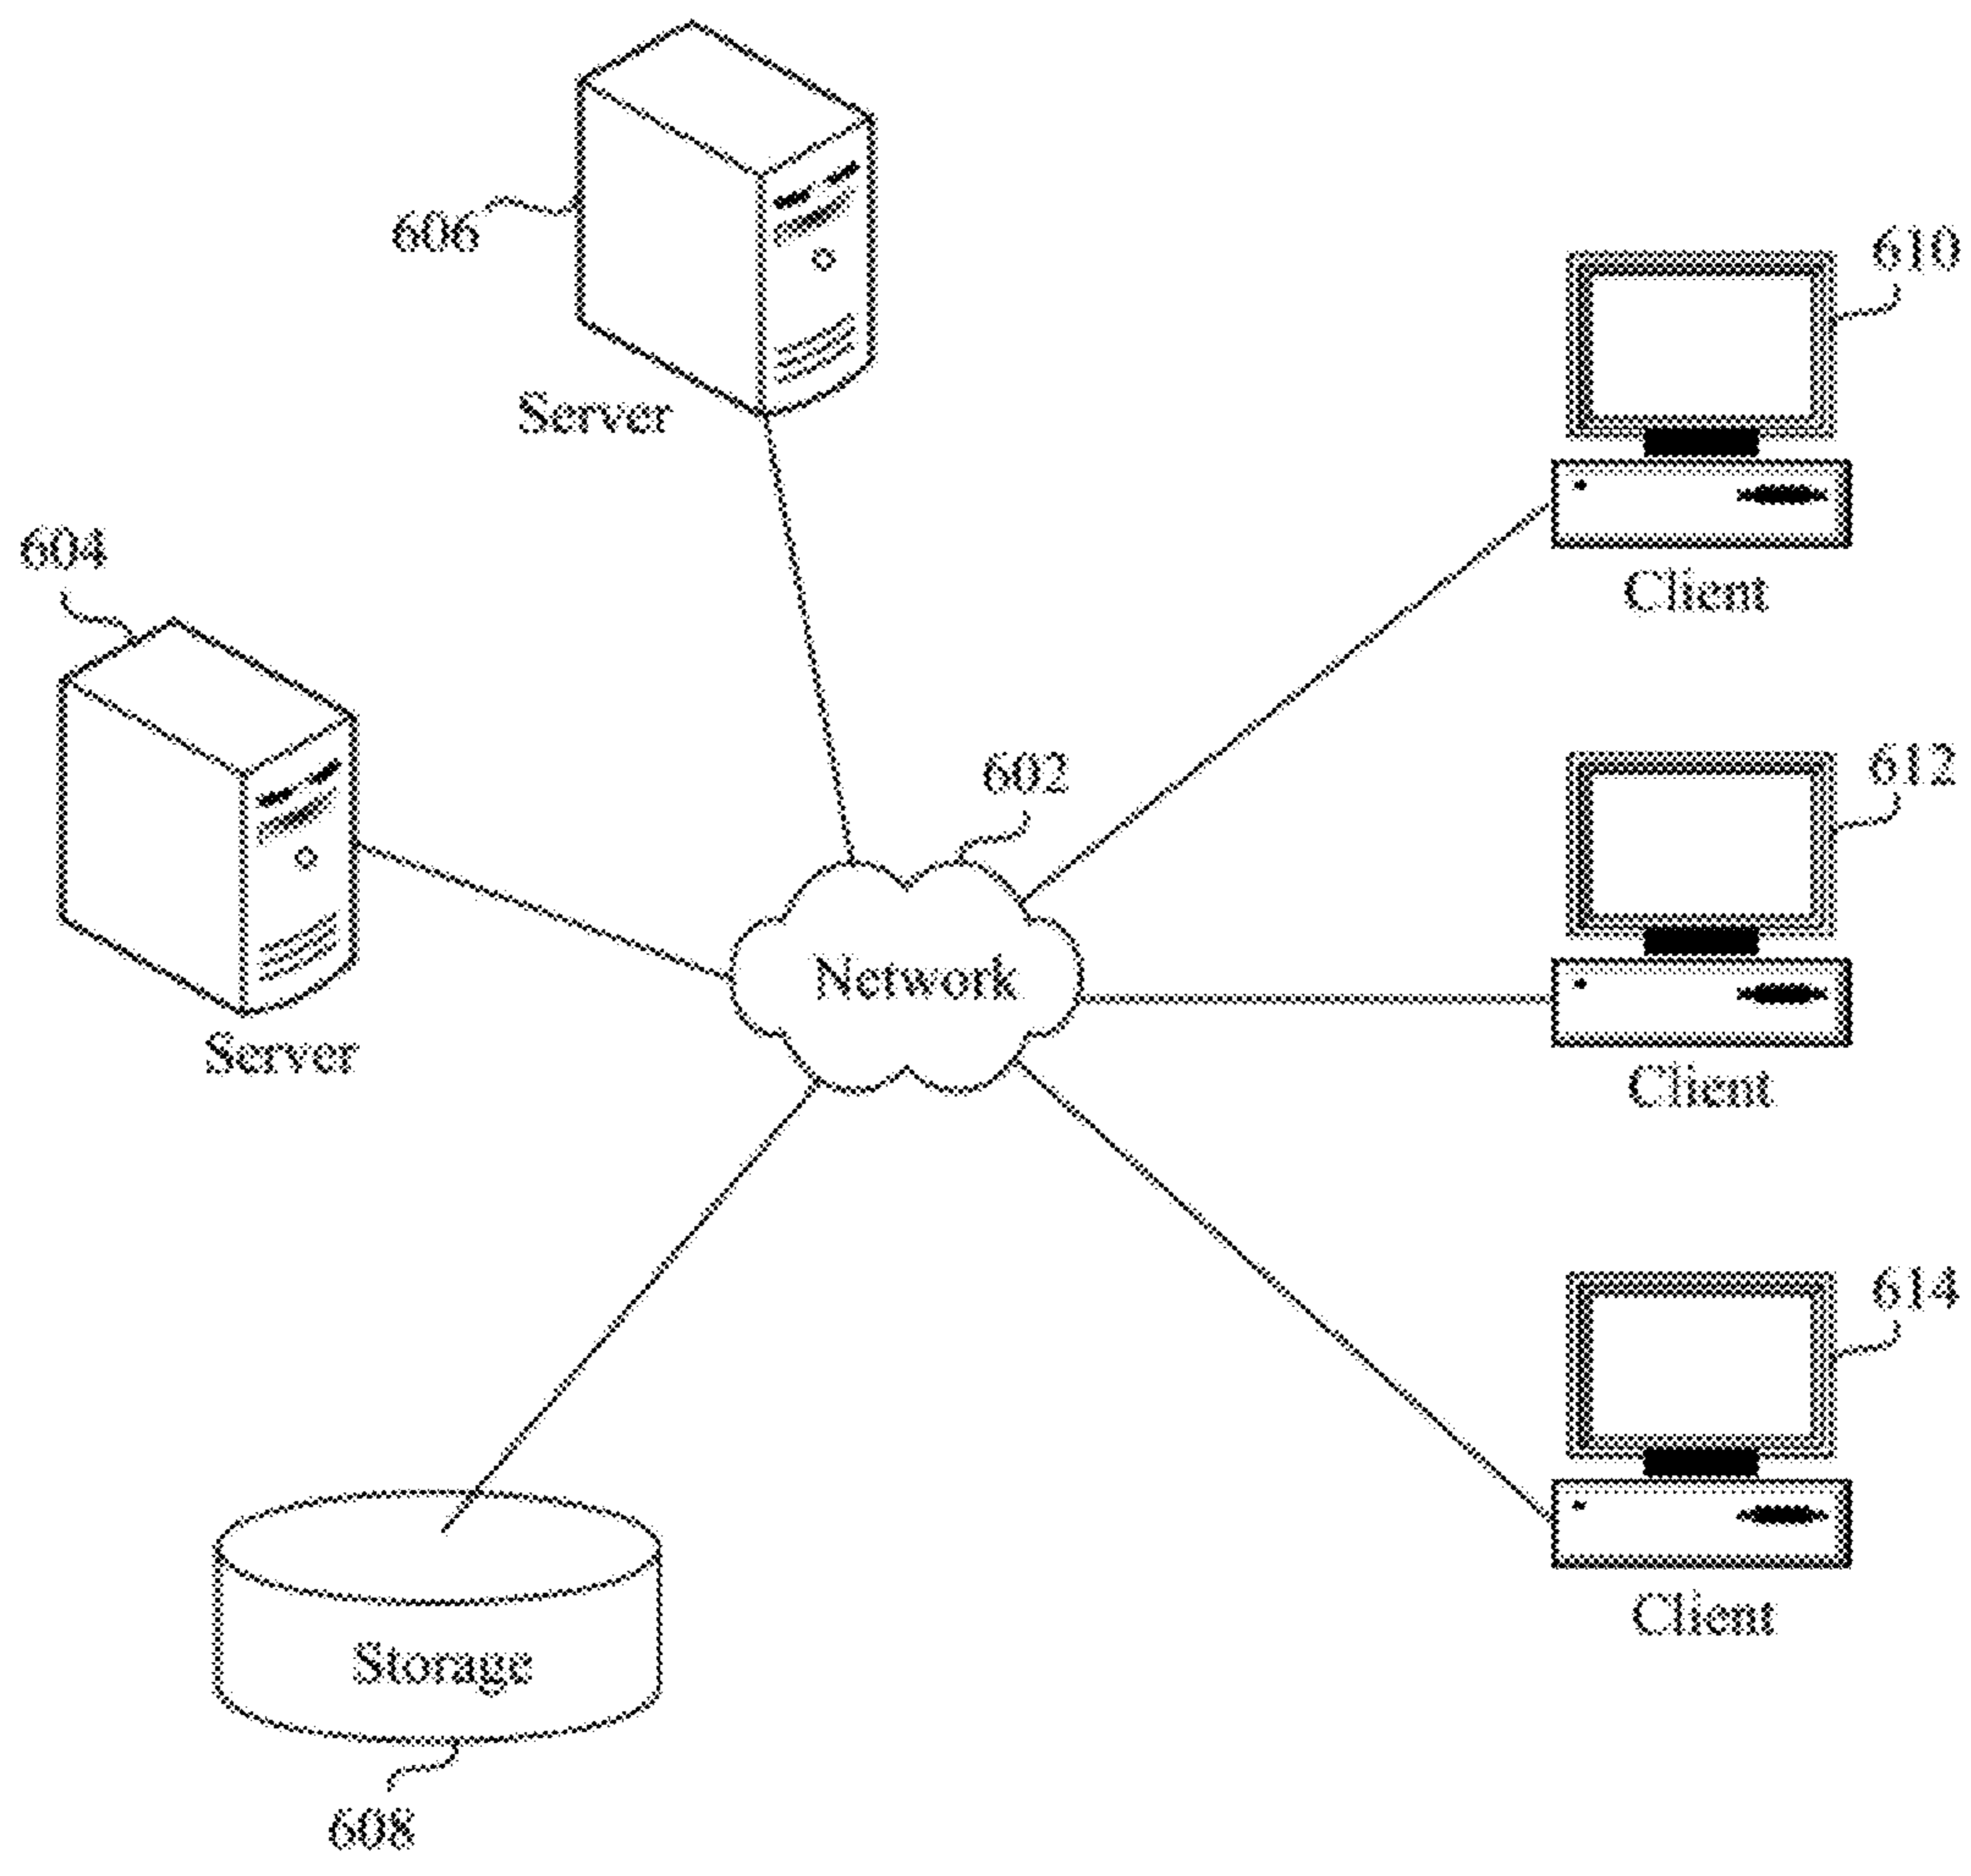 606
610
Server
604
Client
602
612
Network
Server
Client
614
Client
Storage
608